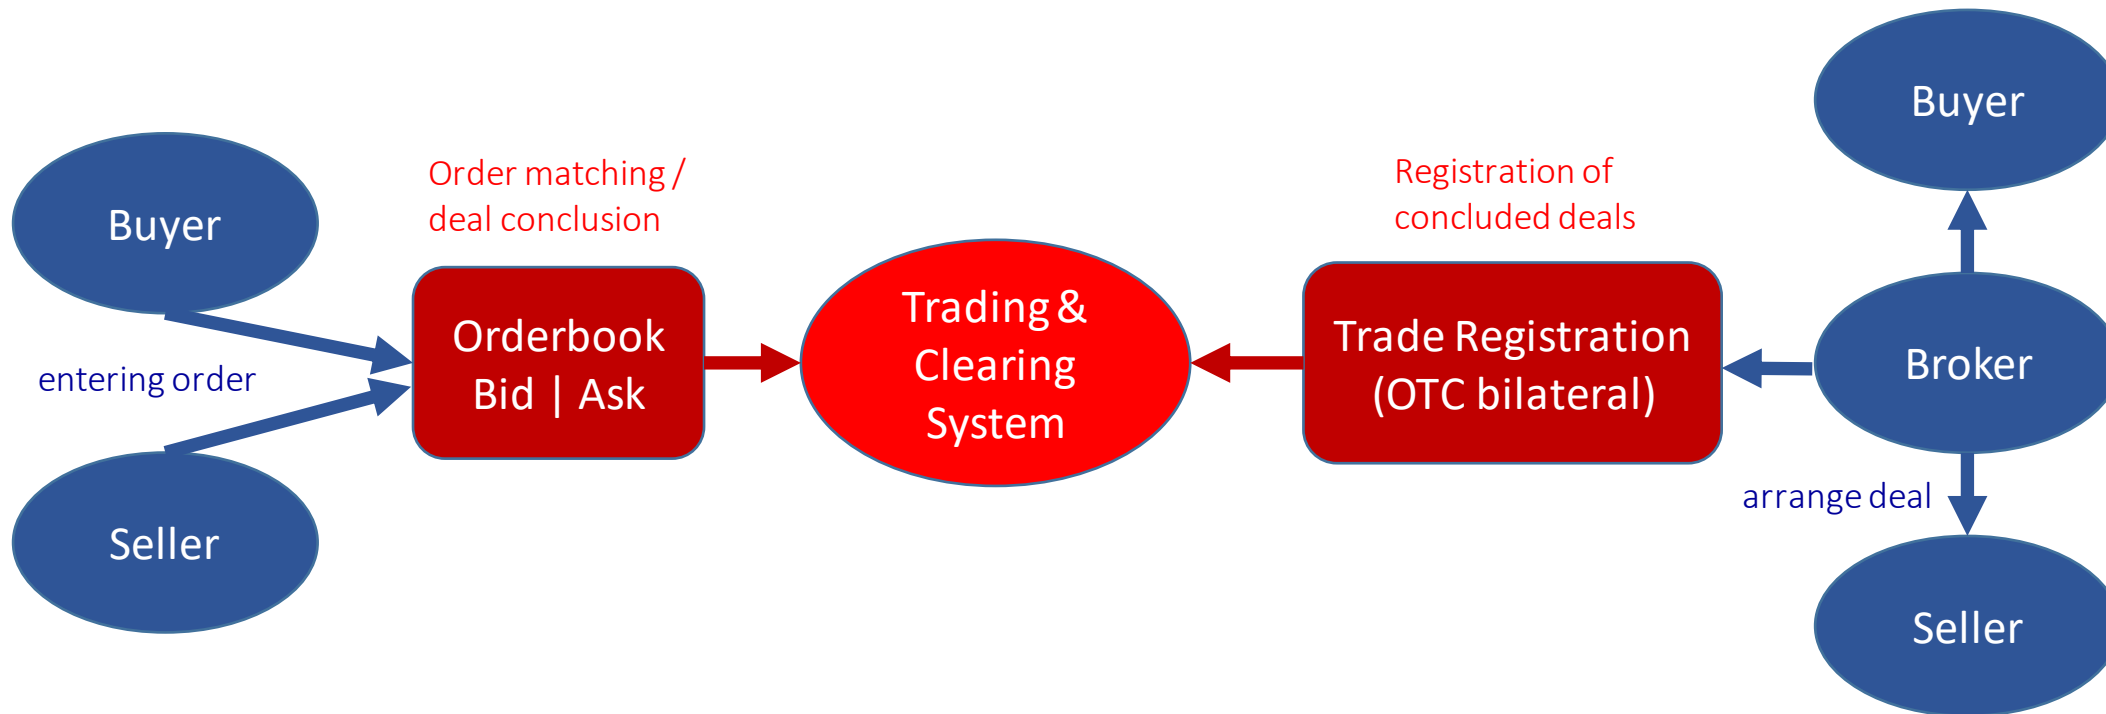 Buyer
entering order
Seller
Order matching /
deal conclusion
Orderbook
Bid | Ask
Trading &
Clearing
System
Registration of
concluded deals
Trade Registration
(OTC bilateral)
Buyer
Broker
arrange deal
Seller